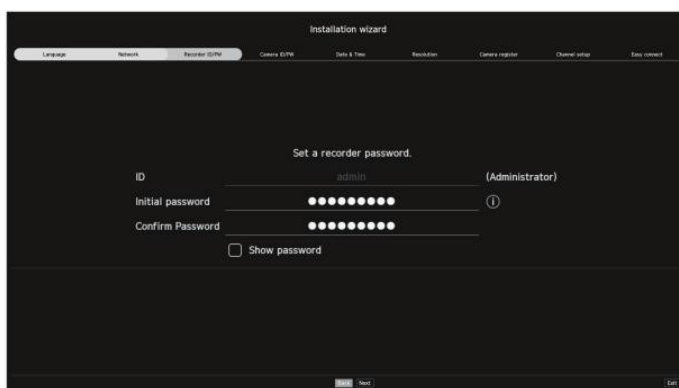 Installation wizard
Language Network Recorder ID/PW Camera ID/PW Date & Time Resolution Camera register Channel setup Easy connect
Set a recorder password.
ID admin (Administrator)
Initial password ●●●●●●●●●
Confirm Password ●●●●●●●●●
Show password
Next Exit